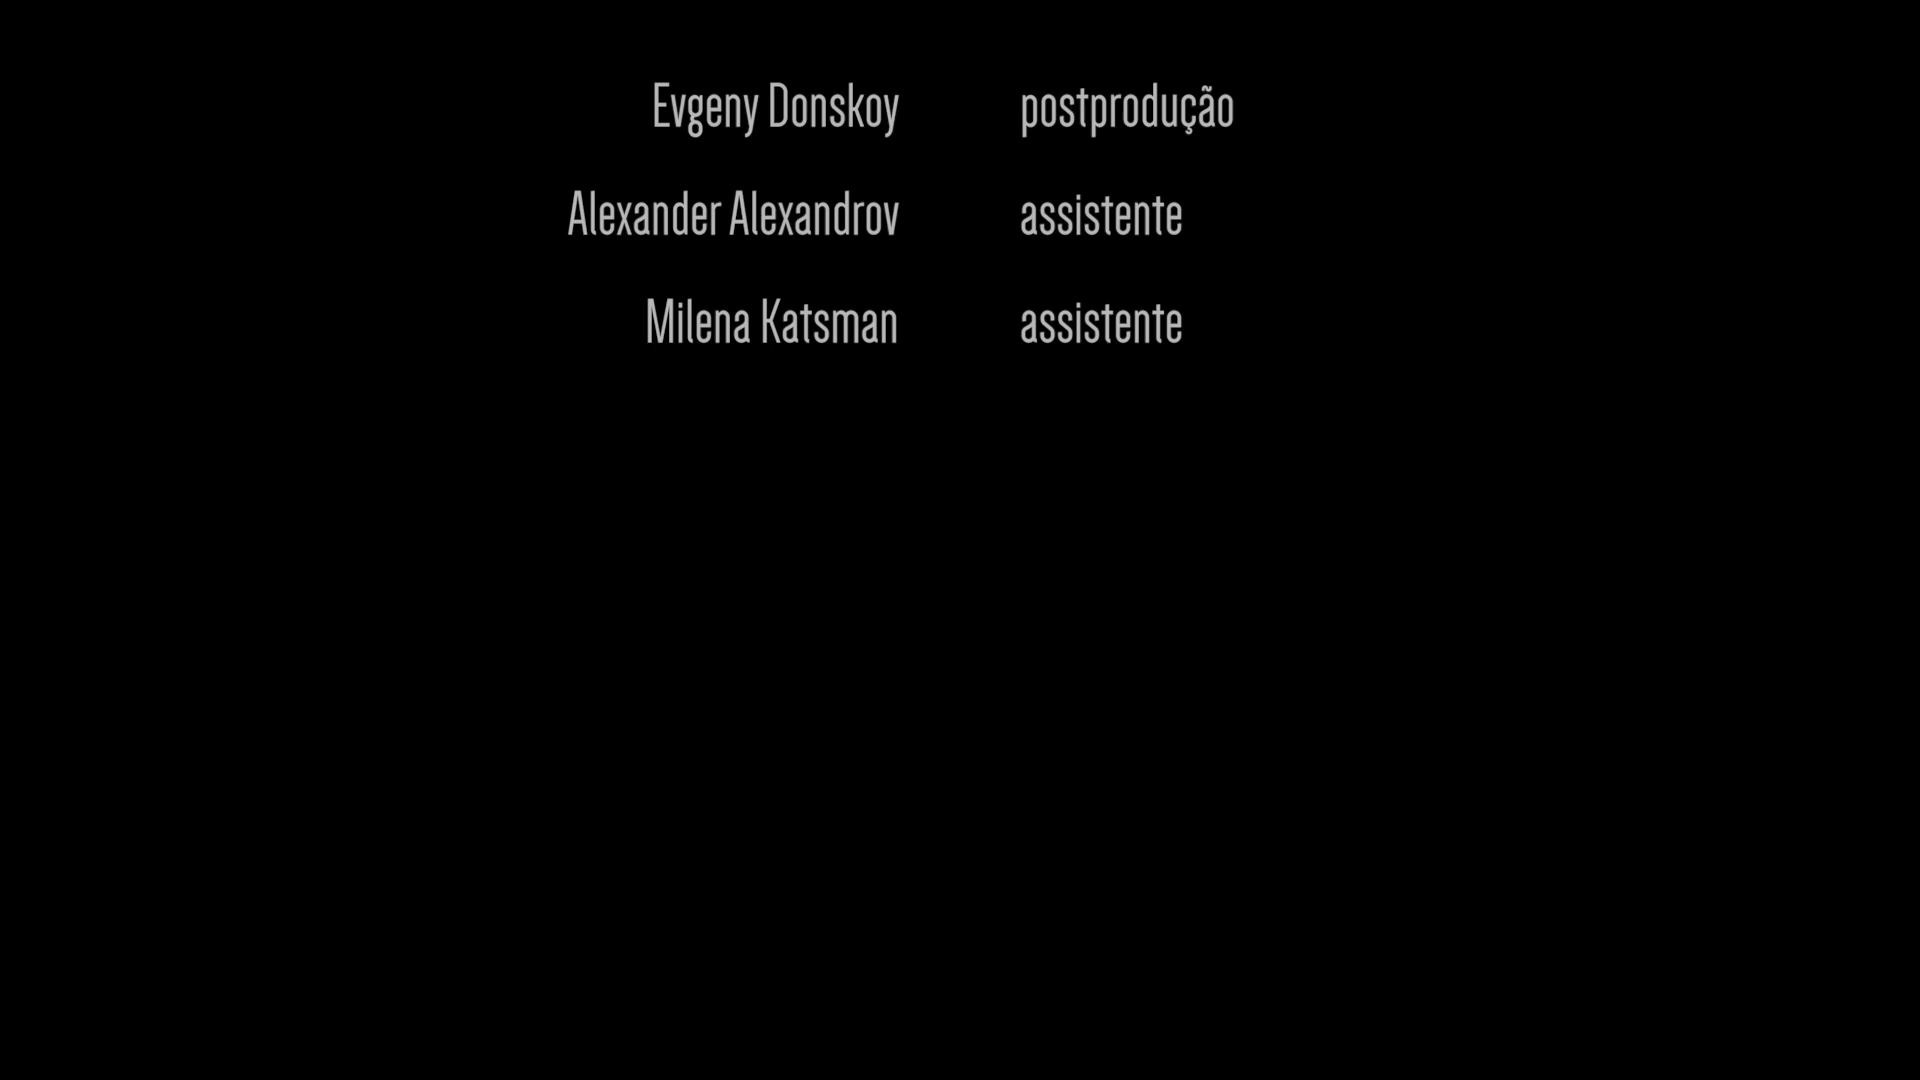 Evgeny Donskoy postprodução
Alexander Alexandrov assistente
Milena Katsman assistente